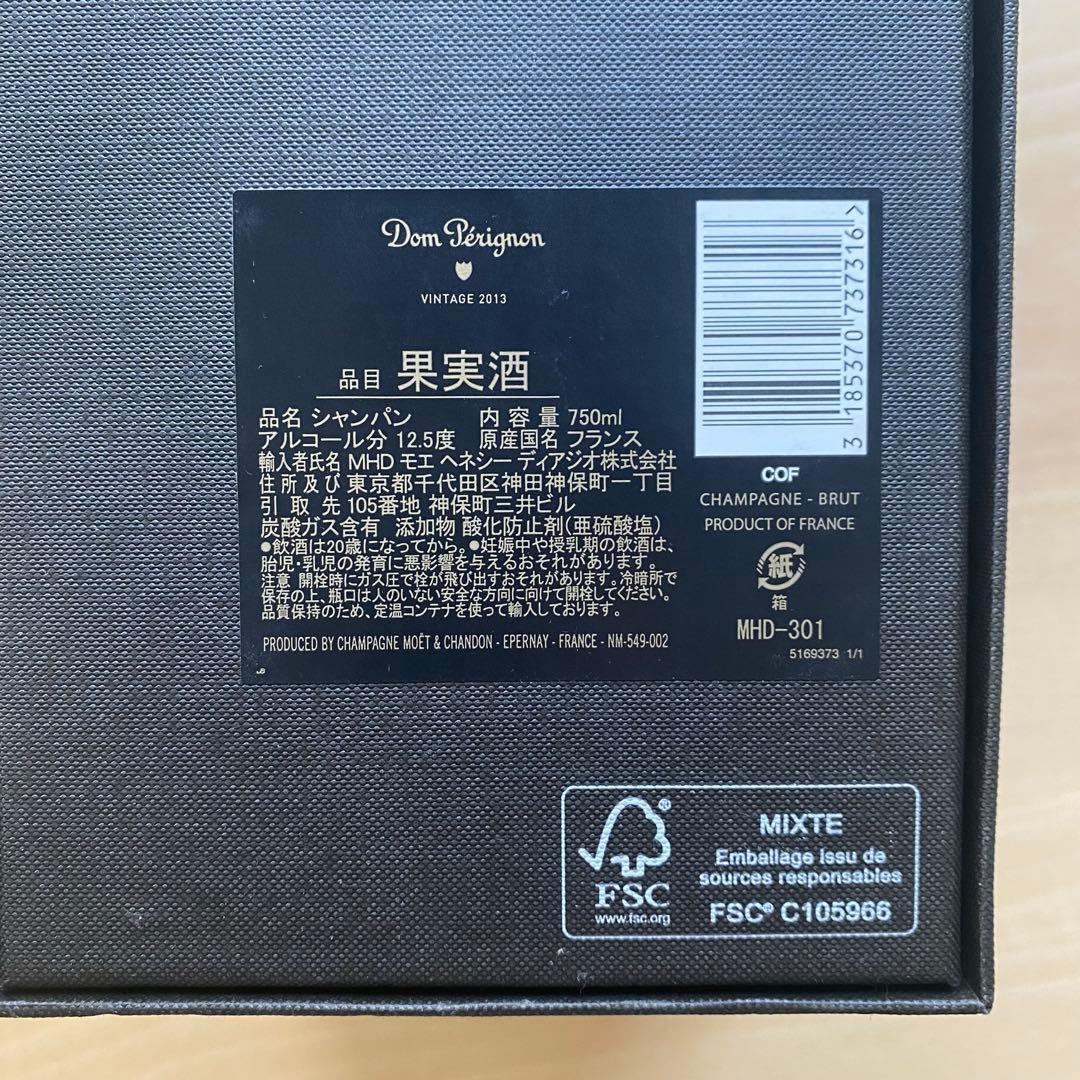 Dom Pérignon
VINTAGE 2013
品目 果実酒
品名 シャンパン 内容量 750ml
アルコール分 12.5度 原産国名 フランス
輸入者氏名 MHD モエ ヘネシー ディアジオ株式会社
住所及び 東京都千代田区神田神保町一丁目
引取先 105番地 神保町三井ビル
炭酸ガス含有 添加物 酸化防止剤(亜硫酸塩)
●飲酒は20歳になってから。●妊娠中や授乳期の飲酒は、
胎児・乳児の発育に悪影響を与えるおそれがあります。
注意 開栓時にガス圧で栓が飛び出すおそれがあります。冷暗所で
保存の上、瓶口は人のいない安全な方向に向けて開栓してください。
品質保持のため、定温コンテナを使って輸入しております。
PRODUCED BY CHAMPAGNE MOËT & CHANDON - EPERNAY - FRANCE - NM-549-002
3 185370 737316 >
COF
CHAMPAGNE - BRUT
PRODUCT OF FRANCE
紙
箱
MHD-301
5169373 1/1
®
FSC
www.fsc.org
MIXTE
Emballage issu de
sources responsables
FSC® C105966